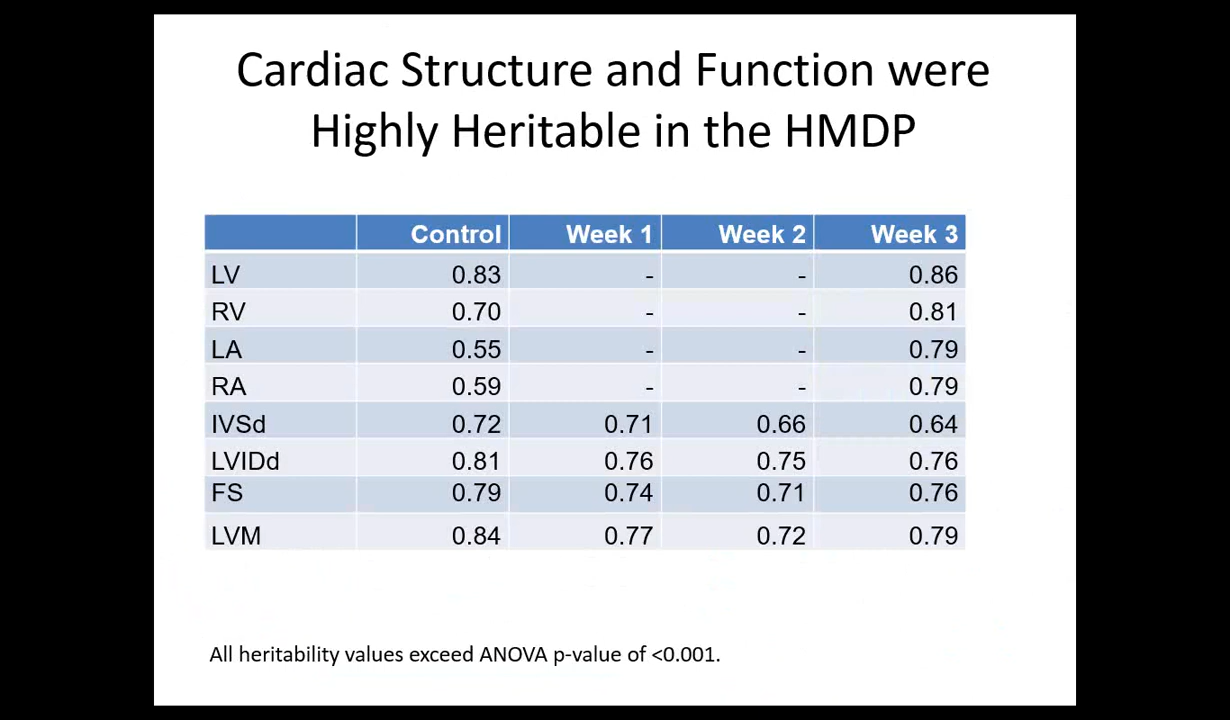 Cardiac Structure and Function were
Highly Heritable in the HMDP
Control Week 1 Week 2 Week 3
LV 0.83 - - 0.86
RV 0.70 - - 0.81
LA 0.55 - - 0.79
RA 0.59 - - 0.79
IVSd 0.72 0.71 0.66 0.64
LVIDd 0.81 0.76 0.75 0.76
FS 0.79 0.74 0.71 0.76
LVM 0.84 0.77 0.72 0.79
All heritability values exceed ANOVA p-value of <0.001.